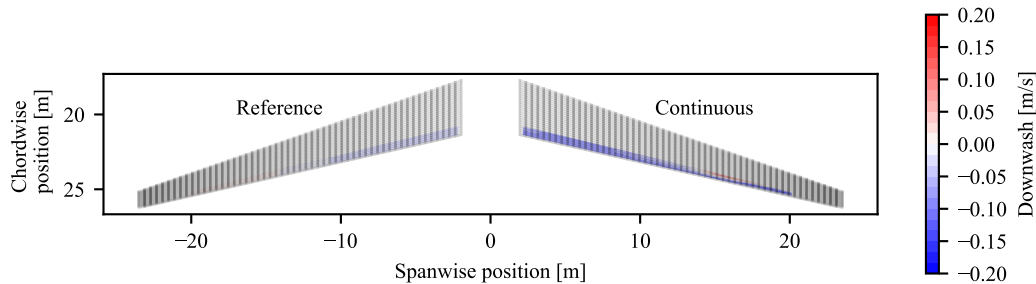 Chordwise
position [m]
20
25
Reference
Continuous
−20
−10
0
10
20
Spanwise position [m]
0.20
0.15
0.10
0.05
0.00
−0.05
−0.10
−0.15
−0.20
Downwash [m/s]